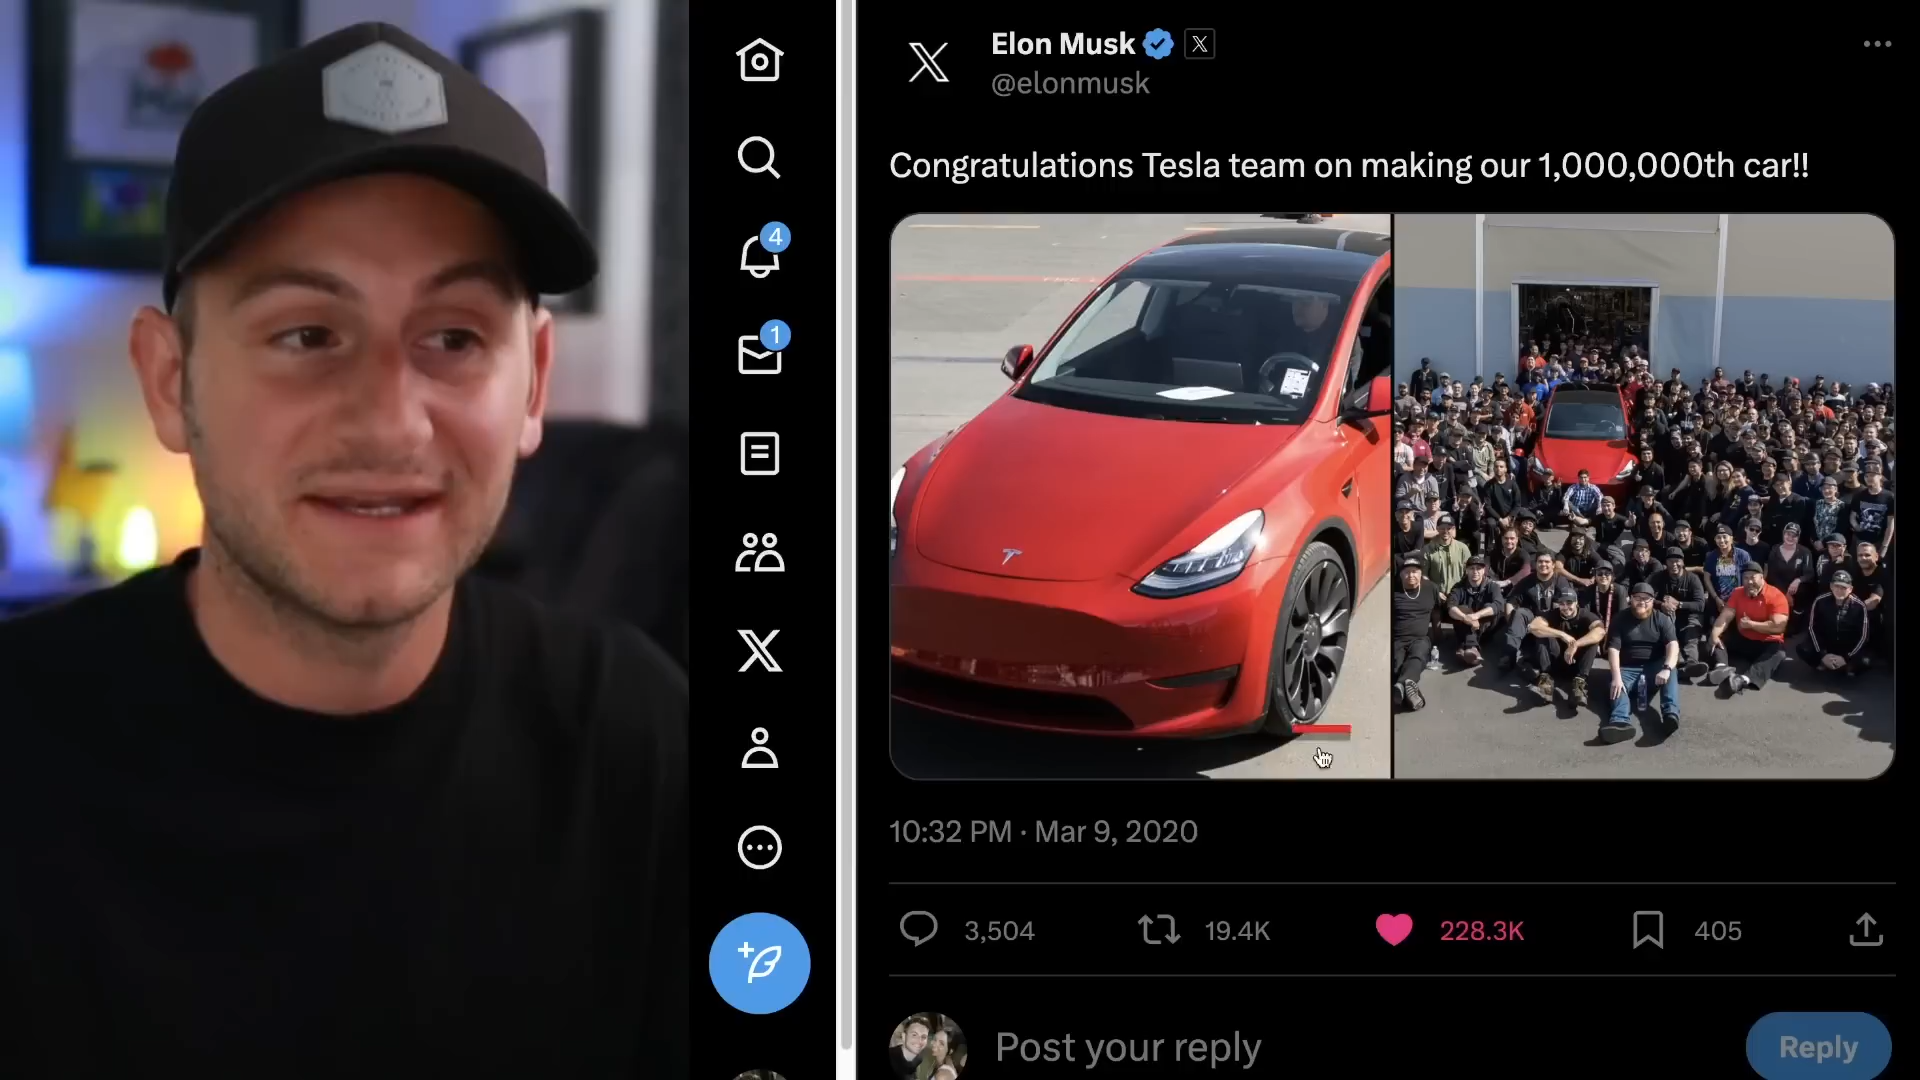 4
1
Elon Musk
@elonmusk
Congratulations Tesla team on making our 1,000,000th car!!
10:32 PM · Mar 9, 2020
3,504
19.4K
228.3K
405
Post your reply
Reply